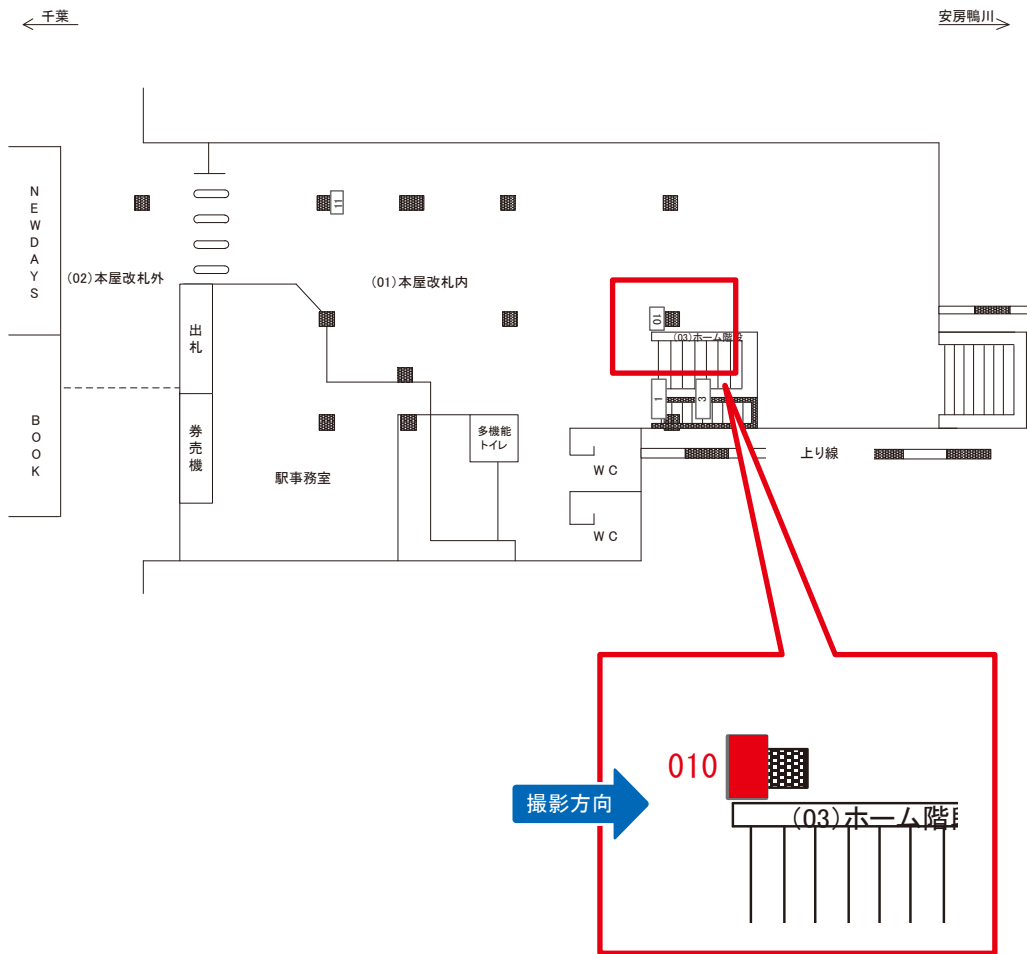 千葉
安房鴨川
NEWDAYS
11
(02)本屋改札外
(01)本屋改札内
10
(03)ホーム階段
出札
1
3
BOOK
券売機
多機能
トイレ
上り線
WC
駅事務室
WC
010
撮影方向
(03)ホーム階